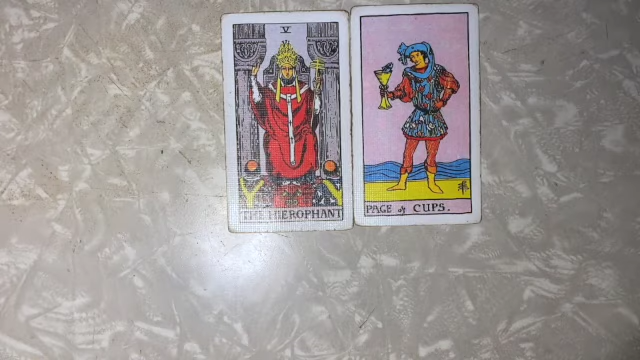 V
THE HIEROPHANT
PAGE of CUPS.